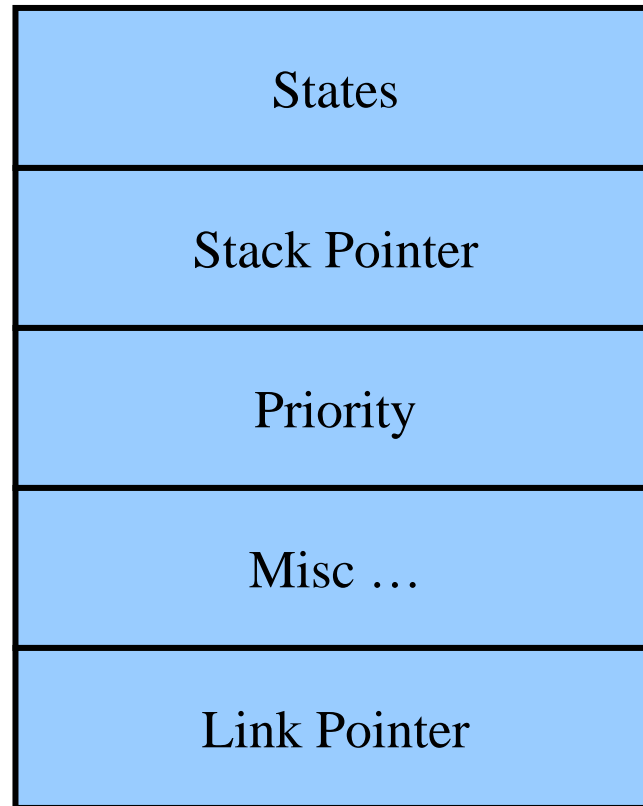 States
Stack Pointer
Priority
Misc …
Link Pointer